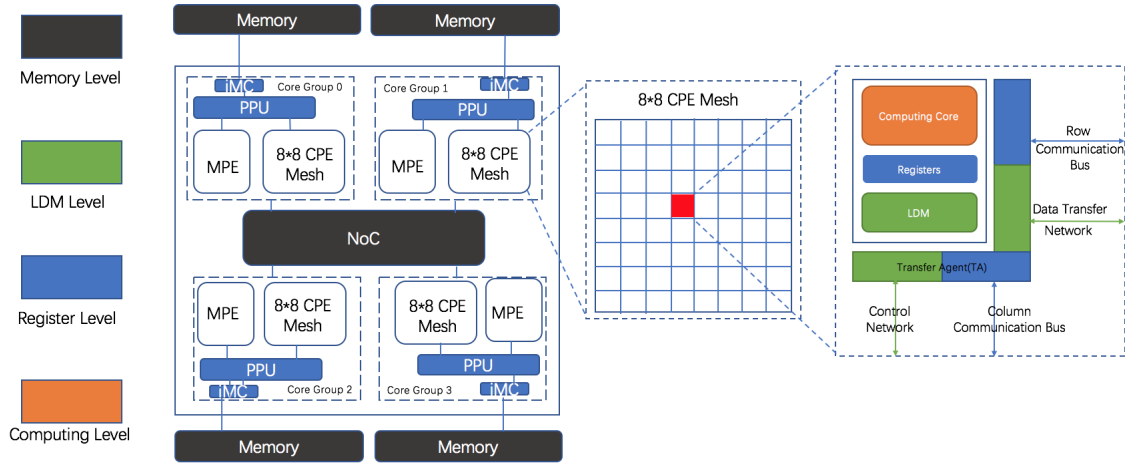 Memory Level
LDM Level
Register Level
Computing Level
Memory
Memory
iMC
Core Group 0
PPU
MPE
8*8 CPE
Mesh
Core Group 1
iMC
PPU
MPE
8*8 CPE
Mesh
NoC
MPE
8*8 CPE
Mesh
PPU
iMC
Core Group 2
8*8 CPE
Mesh
MPE
PPU
Core Group 3
iMC
Memory
Memory
8*8 CPE Mesh
Computing Core
Registers
LDM
Transfer Agent(TA)
Row
Communication
Bus
Data Transfer
Network
Control
Network
Column
Communication Bus